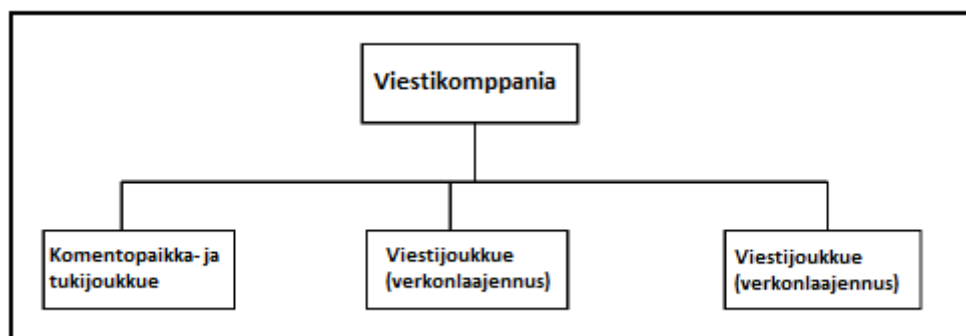 Viestikomppania
Komentopaikka- ja
tukijoukkue
Viestijoukkue
(verkonlaajennus)
Viestijoukkue
(verkonlaajennus)